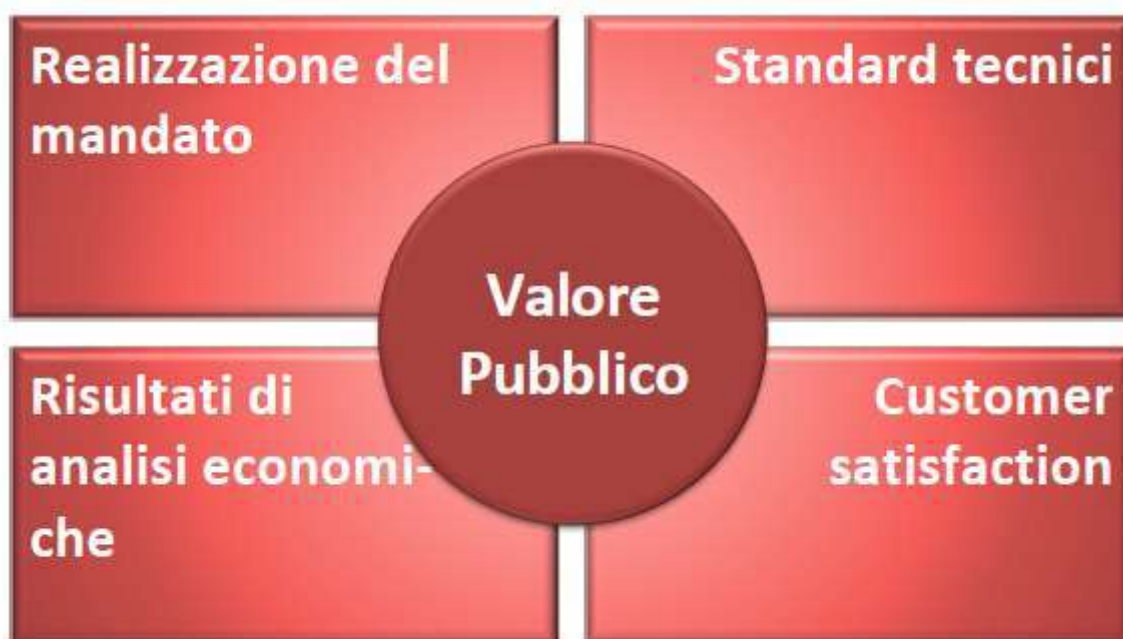 Realizzazione del
mandato
Standard tecnici
Valore
Pubblico
Risultati di
analisi economi-
che
Customer
satisfaction